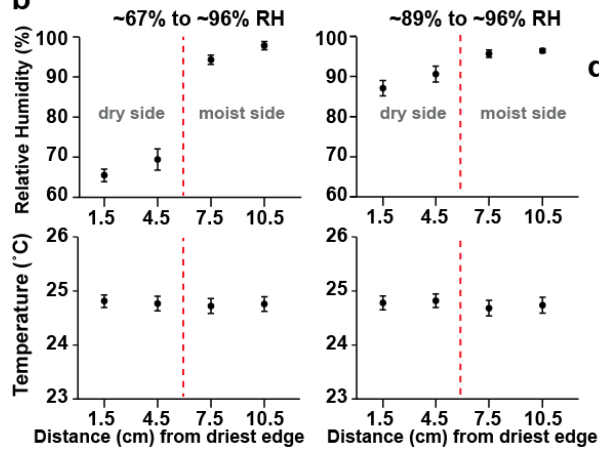 b
~67% to ~96% RH
~89% to ~96% RH
d
Relative Humidity (%)
100
90
80
70
60
dry side
moist side
1.5 4.5 7.5 10.5
100
90
80
70
60
dry side
moist side
1.5 4.5 7.5 10.5
Temperature (˚C)
26
25
24
23
1.5 4.5 7.5 10.5
Distance (cm) from driest edge
26
25
24
23
1.5 4.5 7.5 10.5
Distance (cm) from driest edge